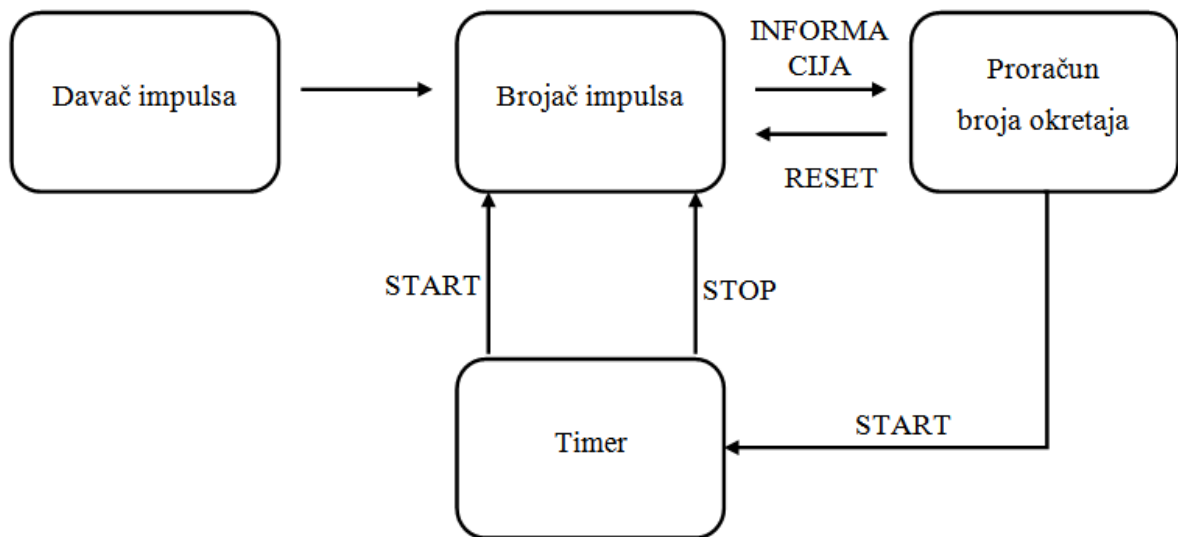 Davač impulsa
Brojač impulsa
INFORMA
CIJA
RESET
Proračun
broja okretaja
START
STOP
Timer
START